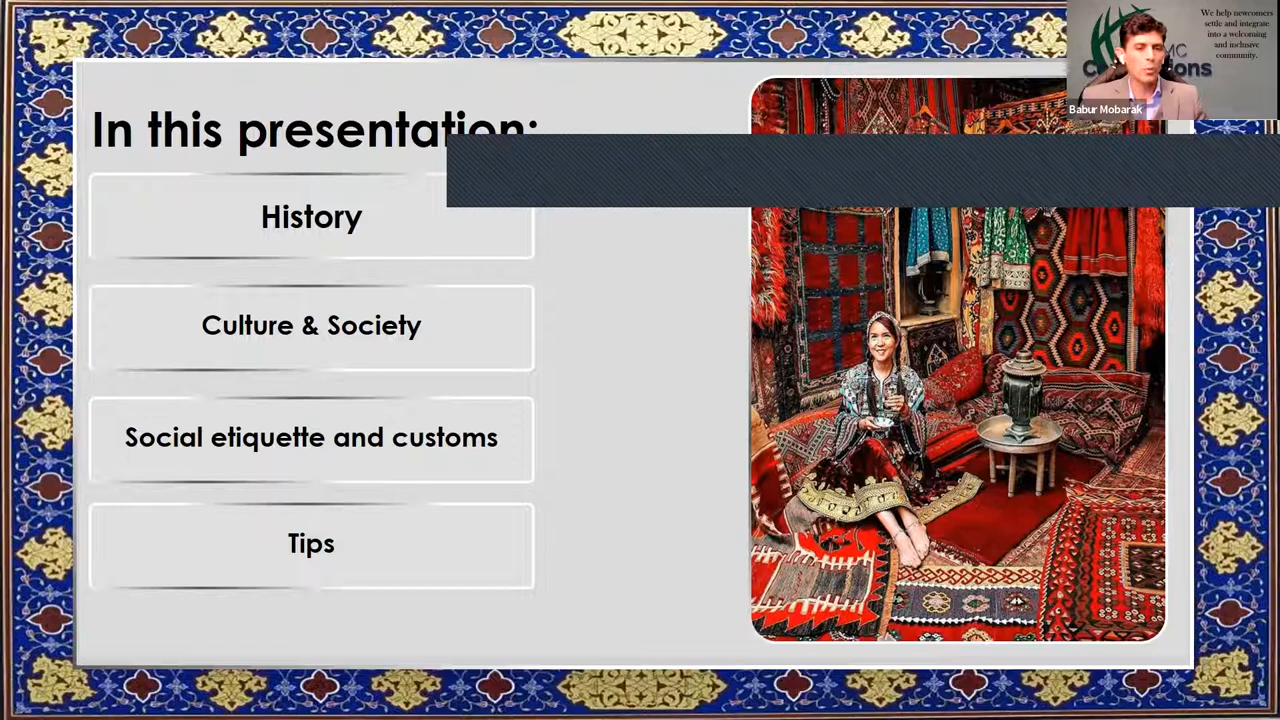 In this presentation:
History
Culture & Society
Social etiquette and customs
Tips
We help newcomers
settle and integrate
into a welcoming
and inclusive
community.
Babur Mobarak